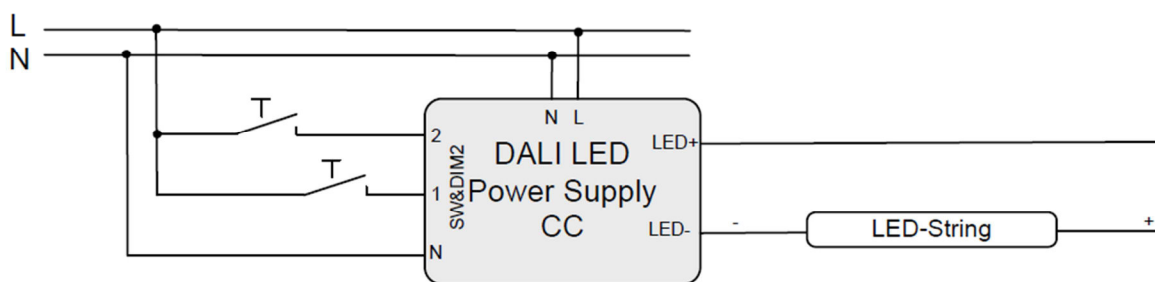 L
N
T
T
N L
2
1
N
SW&DIM2
DALI LED
Power Supply
CC
LED+
LED-
-
LED-String
+